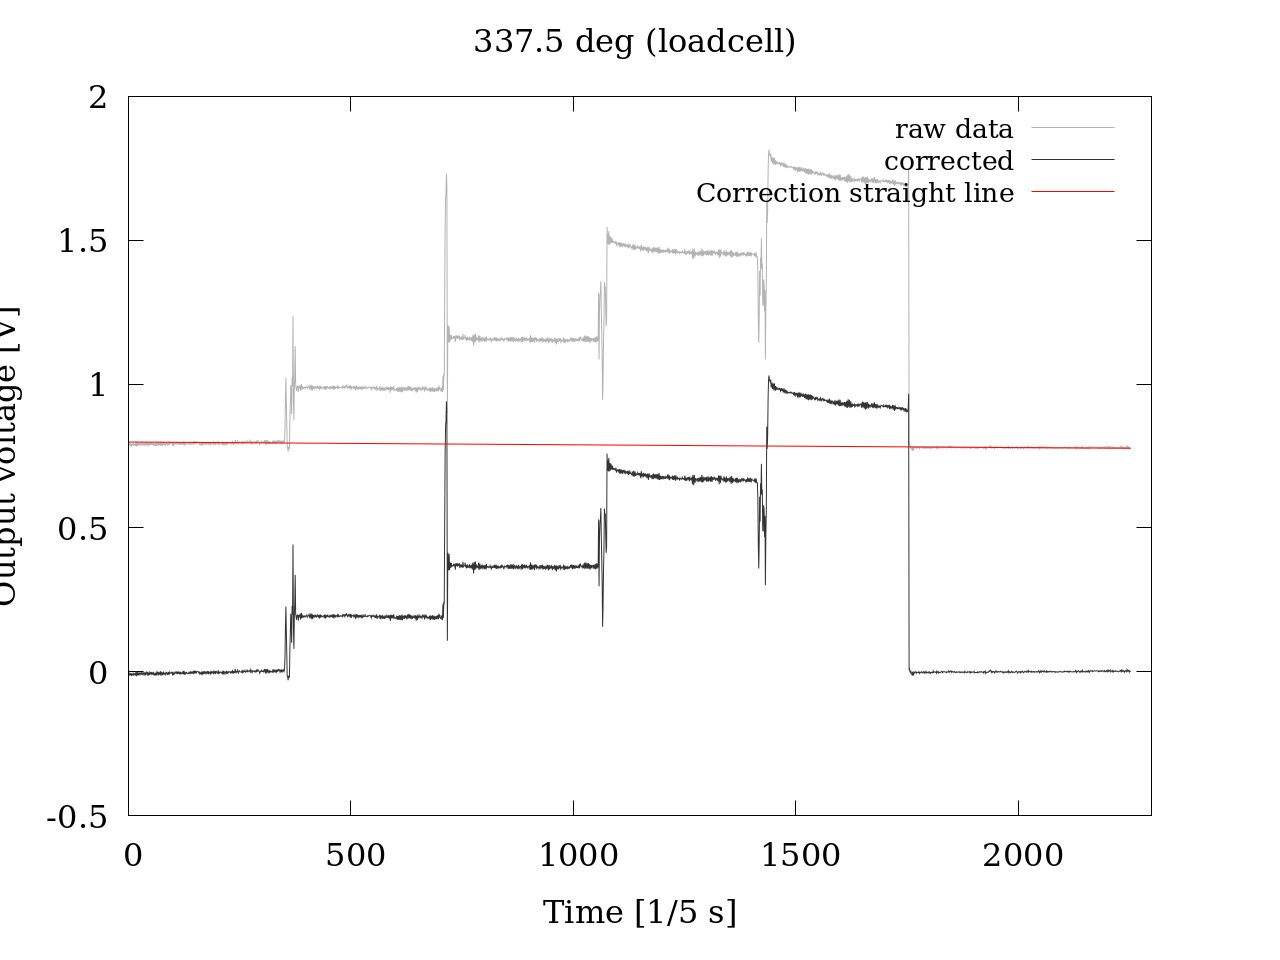 337.5 deg (loadcell)
2
1.5
1
0.5
0
-0.5
Output voltage [V]
raw data
corrected
Correction straight line
0 500 1000 1500 2000
Time [1/5 s]